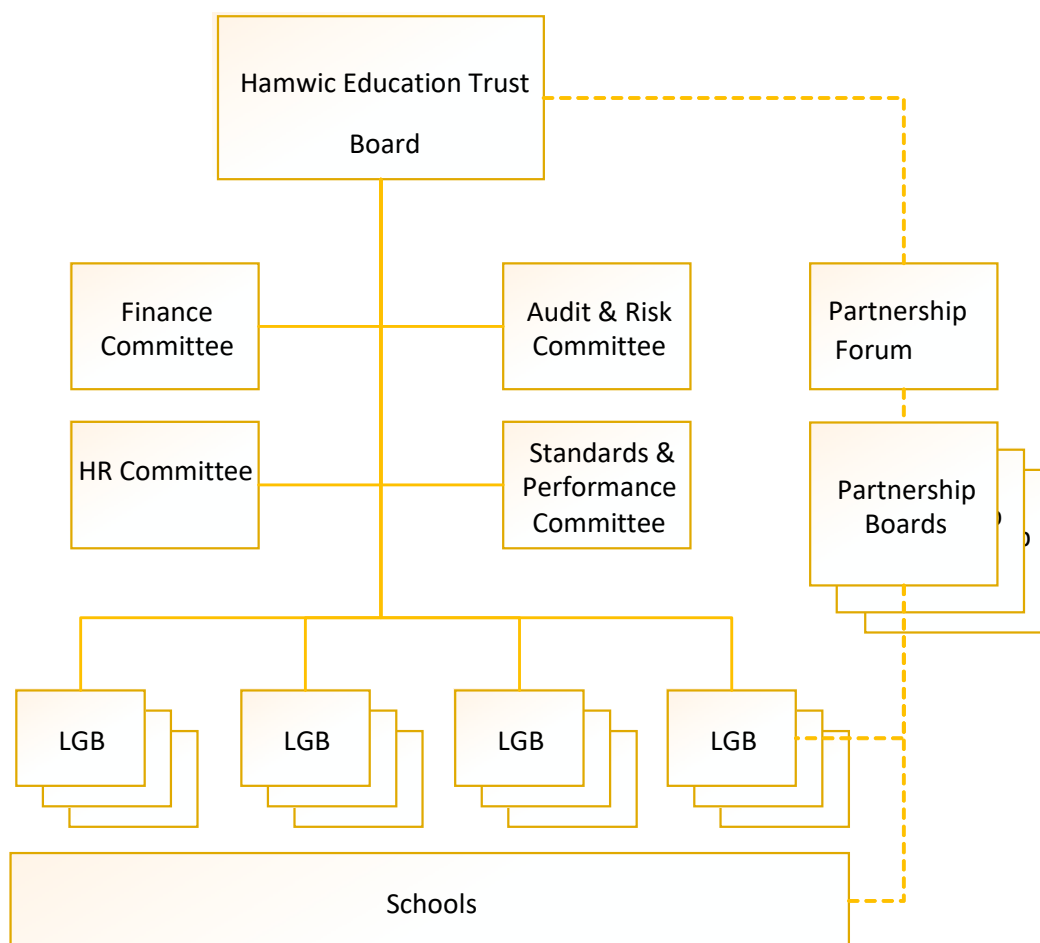 Hamwic Education Trust
Board
Finance
Committee
Audit & Risk
Committee
Partnership
Forum
HR Committee
Standards &
Performance
Committee
Partnership
Boards
LGB
LGB
LGB
LGB
Schools